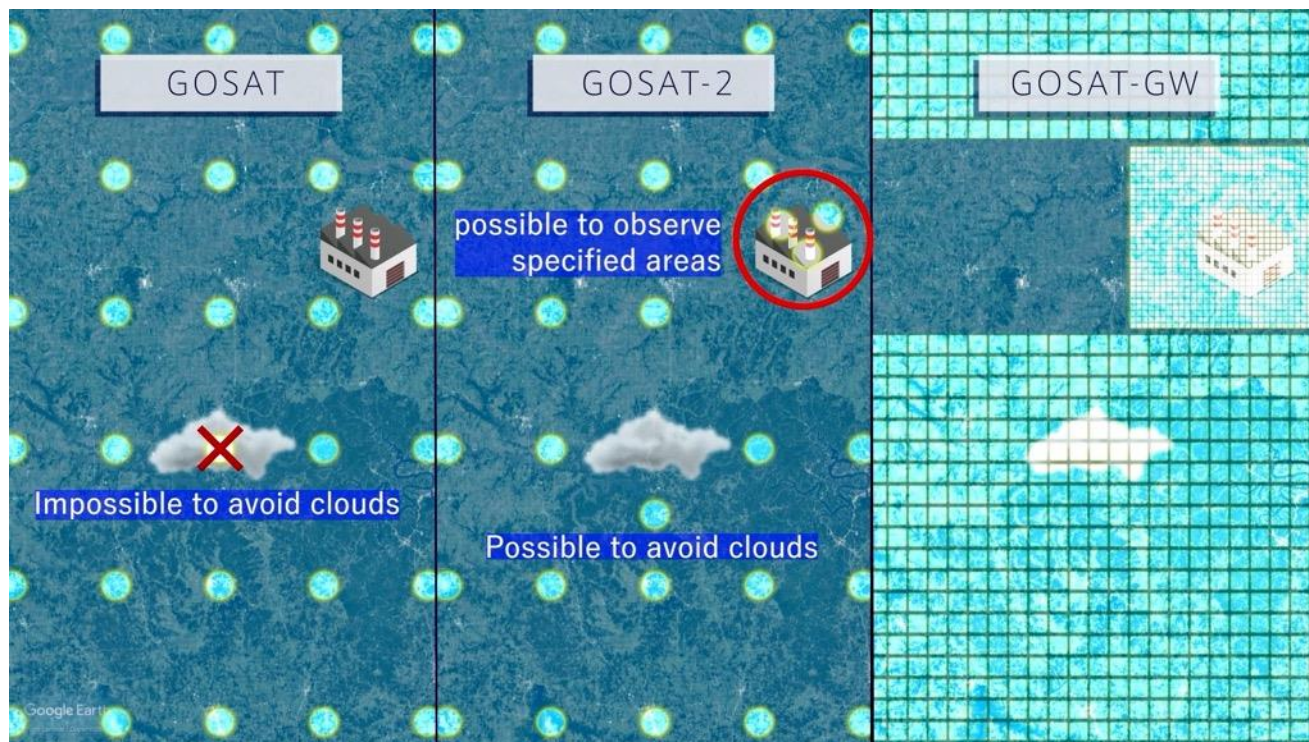 GOSAT
GOSAT-2
GOSAT-GW
possible to observe
specified areas
Impossible to avoid clouds
Possible to avoid clouds
Google Earth